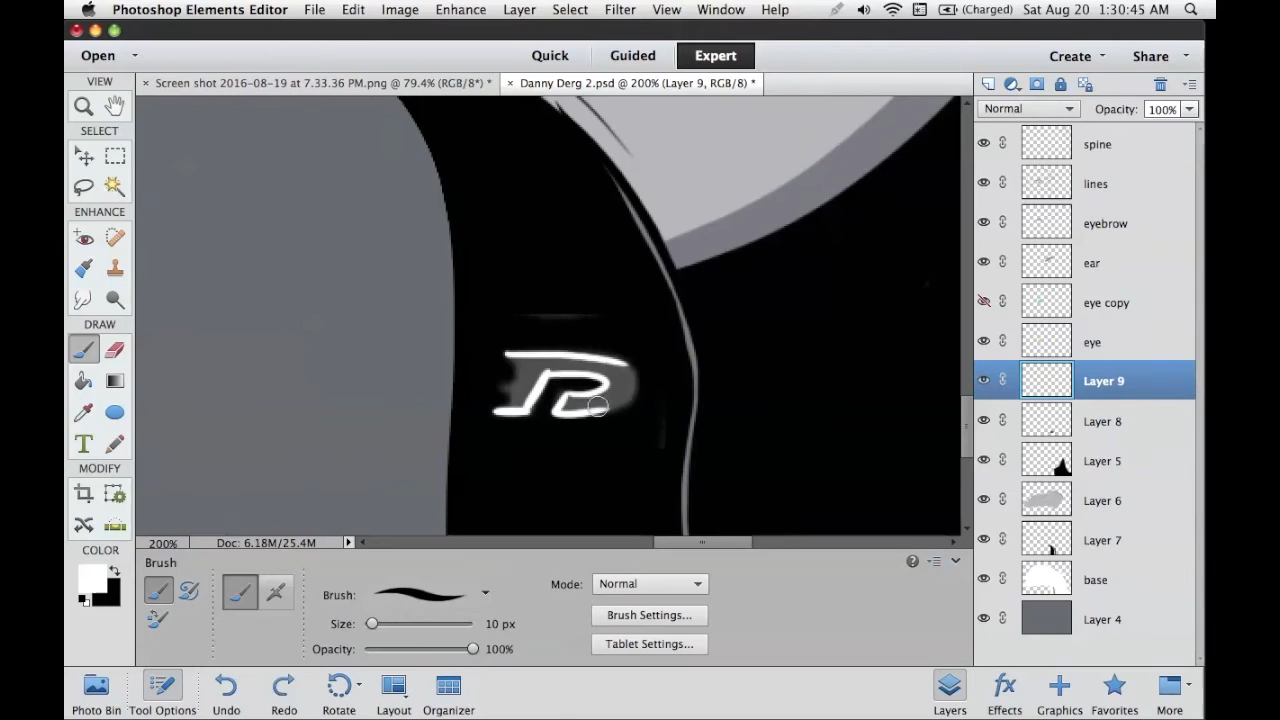 Photoshop Elements Editor File Edit Image Enhance Layer Select Filter View Window Help (Charged) Sat Aug 20 1:30:45 AM
Open Quick Guided Expert Create Share
VIEW × Screen shot 2016-08-19 at 7.33.36 PM.png @ 79.4% (RGB/8*) * × Danny Derg 2.psd @ 200% (Layer 9, RGB/8) *
Normal Opacity: 100%
SELECT
spine
lines
ENHANCE
eyebrow
ear
eye copy
DRAW
eye
Layer 9
Layer 8
T
Layer 5
MODIFY
Layer 6
Layer 7
200% Doc: 6.18M/25.4M
COLOR
Brush
base
Brush: Mode: Normal
Size: 10 px Brush Settings...
Layer 4
Opacity: 100% Tablet Settings...
Photo Bin Tool Options Undo Redo Rotate Layout Organizer Layers Effects Graphics Favorites More